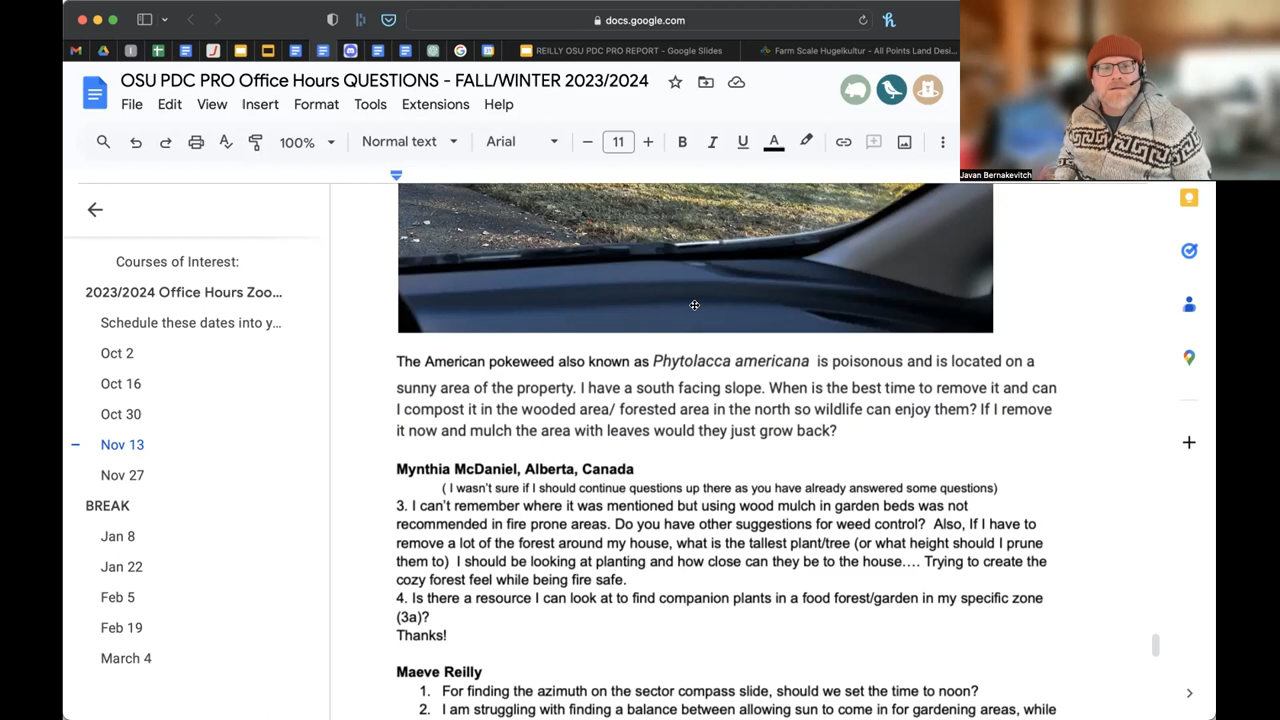 docs.google.com
REILLY OSU PDC PRO REPORT - Google Slides
Farm Scale Hugelkultur - All Points Land Desi...
OSU PDC PRO Office Hours QUESTIONS - FALL/WINTER 2023/2024
File Edit View Insert Format Tools Extensions Help
100% Normal text Arial 11 B I U A
Javan Bernakevitch
Courses of Interest:
2023/2024 Office Hours Zoo...
Schedule these dates into y...
Oct 2
Oct 16
Oct 30
Nov 13
Nov 27
BREAK
Jan 8
Jan 22
Feb 5
Feb 19
March 4
The American pokeweed also known as Phytolacca americana is poisonous and is located on a
sunny area of the property. I have a south facing slope. When is the best time to remove it and can
I compost it in the wooded area/ forested area in the north so wildlife can enjoy them? If I remove
it now and mulch the area with leaves would they just grow back?
Mynthia McDaniel, Alberta, Canada
( I wasn't sure if I should continue questions up there as you have already answered some questions)
3. I can't remember where it was mentioned but using wood mulch in garden beds was not
recommended in fire prone areas. Do you have other suggestions for weed control? Also, If I have to
remove a lot of the forest around my house, what is the tallest plant/tree (or what height should I prune
them to) I should be looking at planting and how close can they be to the house.... Trying to create the
cozy forest feel while being fire safe.
4. Is there a resource I can look at to find companion plants in a food forest/garden in my specific zone
(3a)?
Thanks!
Maeve Reilly
1. For finding the azimuth on the sector compass slide, should we set the time to noon?
2. I am struggling with finding a balance between allowing sun to come in for gardening areas, while